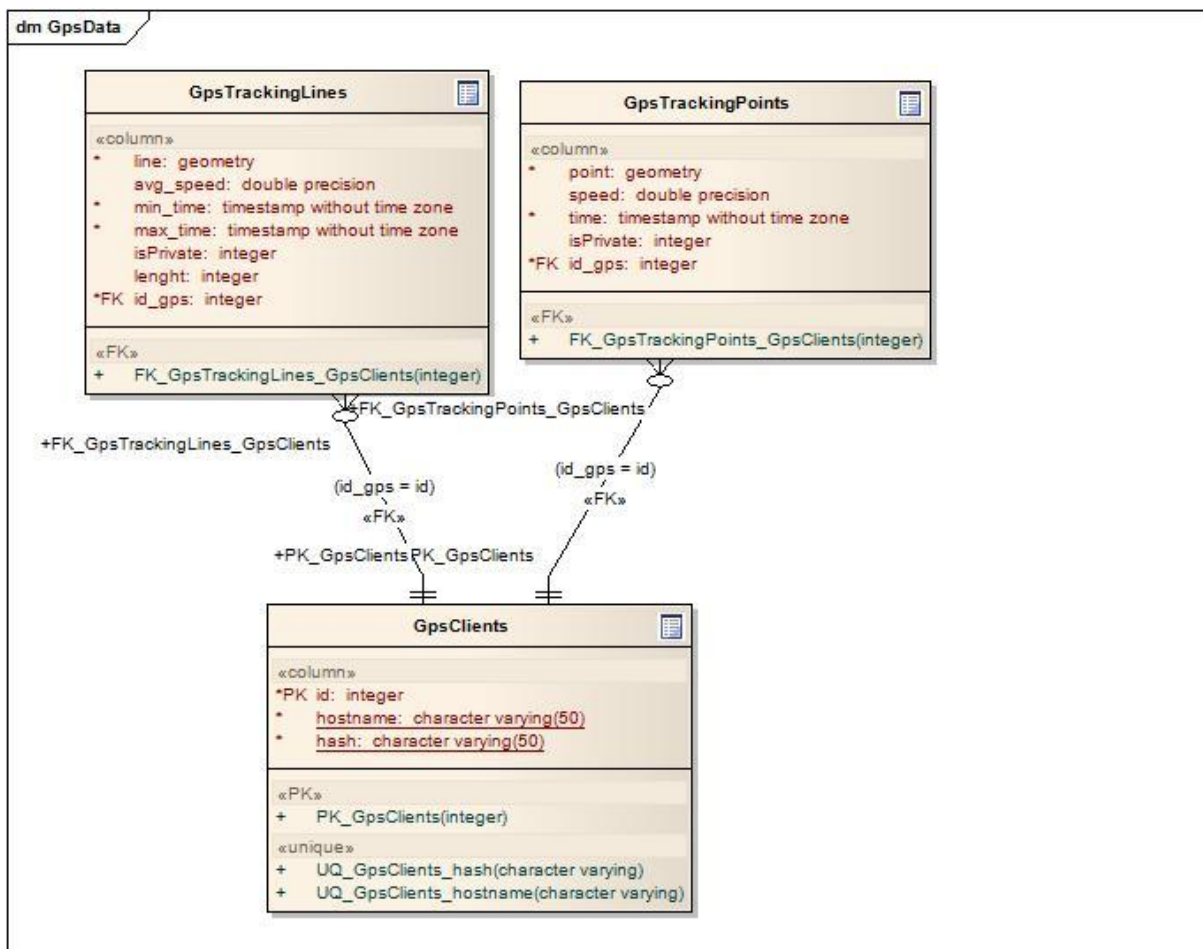 dm GpsData
GpsTrackingLines
«column»
* line: geometry
avg_speed: double precision
* min_time: timestamp without time zone
* max_time: timestamp without time zone
isPrivate: integer
lenght: integer
*FK id_gps: integer
«FK»
+ FK_GpsTrackingLines_GpsClients(integer)
GpsTrackingPoints
«column»
* point: geometry
speed: double precision
* time: timestamp without time zone
isPrivate: integer
*FK id_gps: integer
«FK»
+ FK_GpsTrackingPoints_GpsClients(integer)
+FK_GpsTrackingPoints_GpsClients
+FK_GpsTrackingLines_GpsClients
(id_gps = id)
«FK»
(id_gps = id)
«FK»
+PK_GpsClients
PK_GpsClients
GpsClients
«column»
*PK id: integer
* hostname: character varying(50)
* hash: character varying(50)
«PK»
+ PK_GpsClients(integer)
«unique»
+ UQ_GpsClients_hash(character varying)
+ UQ_GpsClients_hostname(character varying)